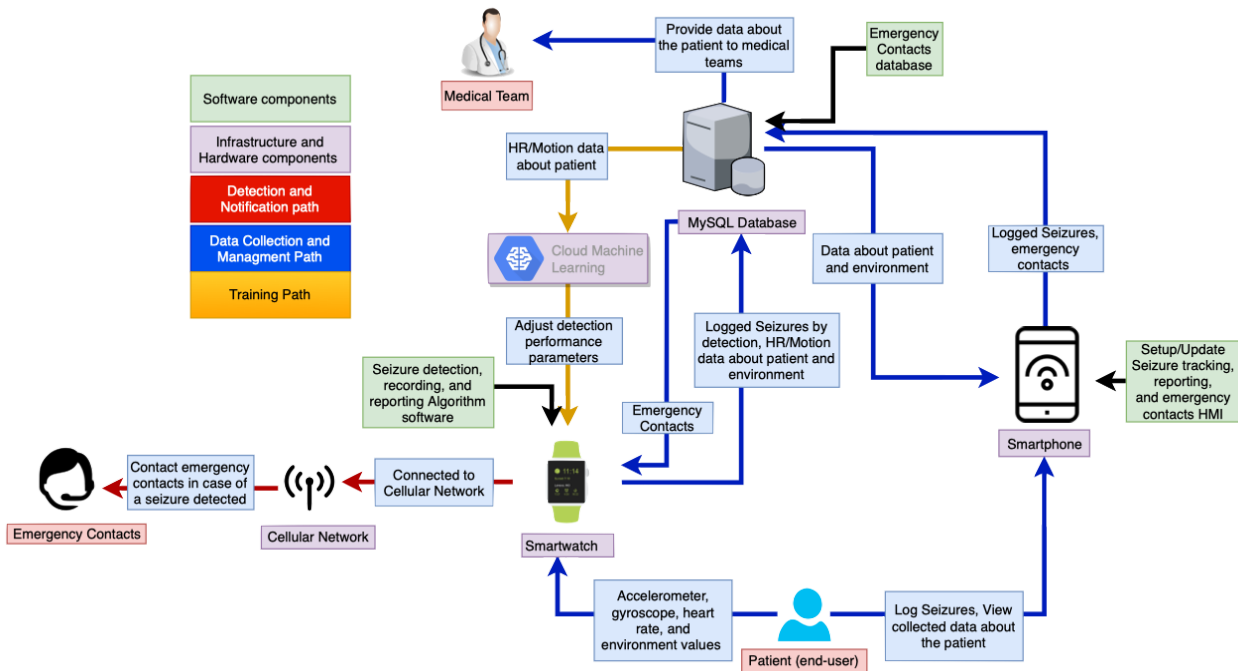 Provide data about
the patient to medical
teams
Emergency
Contacts
database
Medical Team
Software components
Infrastructure and
Hardware components
Detection and
Notification path
Data Collection and
Managment Path
Training Path
HR/Motion data
about patient
MySQL Database
Cloud Machine
Learning
Data about patient
and environment
Logged Seizures,
emergency
contacts
Adjust detection
performance
parameters
Logged Seizures by
detection, HR/Motion
data about patient and
environment
Setup/Update
Seizure tracking,
reporting,
and emergency
contacts HMI
Seizure detection,
recording, and
reporting Algorithm
software
Emergency
Contacts
Smartphone
Contact emergency
contacts in case of
a seizure detected
Connected to
Cellular Network
11:14
Emergency Contacts
Cellular Network
Smartwatch
Accelerometer,
gyroscope, heart
rate, and
environment values
Log Seizures, View
collected data about
the patient
Patient (end-user)